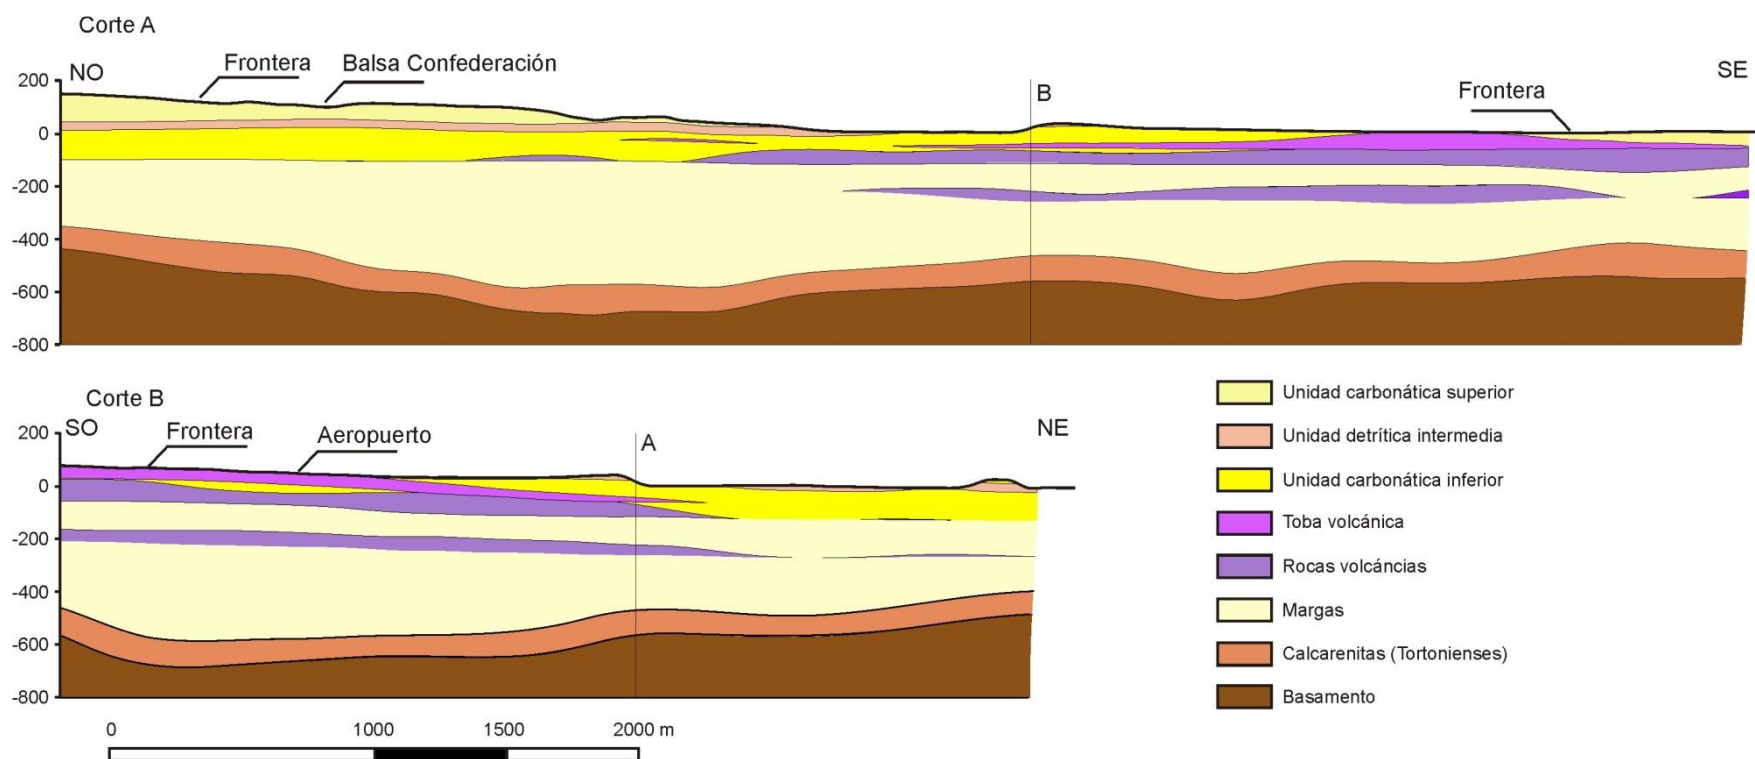 Corte A
NO
Frontera
Balsa Confederación
B
Frontera
SE
200
0
-200
-400
-600
-800
Corte B
SO
Frontera
Aeropuerto
A
NE
200
0
-200
-400
-600
-800
0 1000 1500 2000 m
Unidad carbonática superior
Unidad detrítica intermedia
Unidad carbonática inferior
Toba volcánica
Rocas volcáncias
Margas
Calcarenitas (Tortonienses)
Basamento